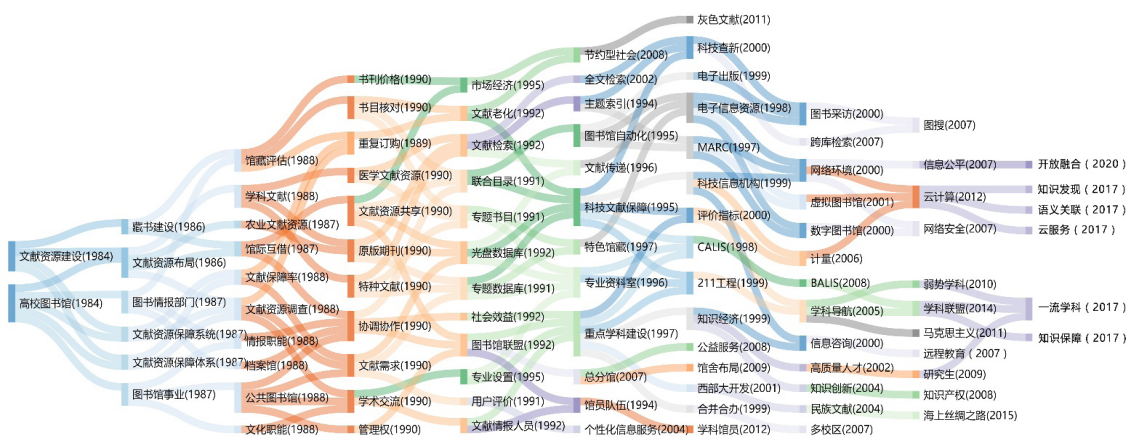 文献资源建设(1984)
高校图书馆(1984)
藏书建设(1986)
文献资源布局(1986)
图书情报部门(1987)
文献资源保障系统(1987)
文献资源保障体系(1987)
图书馆事业(1987)
馆藏评估(1988)
学科文献(1988)
农业文献资源(1987)
馆际互借(1987)
文献保障率(1988)
文献资源调查(1988)
情报职能(1988)
档案馆(1988)
公共图书馆(1988)
文化职能(1988)
书刊价格(1990)
书目核对(1990)
重复订购(1989)
医学文献资源(1990)
文献资源共享(1990)
原版期刊(1990)
特种文献(1990)
协调协作(1990)
文献需求(1990)
学术交流(1990)
管理权(1990)
市场经济(1995)
文献老化(1992)
文献检索(1992)
联合目录(1991)
专题书目(1991)
光盘数据库(1992)
专题数据库(1991)
社会效益(1992)
图书馆联盟(1992)
专业设置(1995)
用户评价(1991)
文献情报人员(1992)
节约型社会(2008)
全文检索(2002)
主题索引(1994)
图书馆自动化(1995)
文献传递(1996)
科技文献保障(1995)
特色馆藏(1997)
专业资料室(1996)
重点学科建设(1997)
总分馆(2007)
馆员队伍(1994)
个性化信息服务(2004)
灰色文献(2011)
科技查新(2000)
电子出版(1999)
电子信息资源(1998)
MARC(1997)
科技信息机构(1999)
评价指标(2000)
CALIS(1998)
211工程(1999)
知识经济(1999)
公益服务(2008)
馆舍布局(2009)
西部大开发(2001)
合并合办(1999)
学科馆员(2012)
图书采访(2000)
跨库检索(2007)
网络环境(2000)
虚拟图书馆(2001)
数字图书馆(2000)
计量(2006)
BALIS(2008)
学科导航(2005)
信息咨询(2000)
高质量人才(2002)
知识创新(2004)
民族文献(2004)
多校区(2007)
图搜(2007)
信息公平(2007)
云计算(2012)
网络安全(2007)
弱势学科(2010)
学科联盟(2014)
马克思主义(2011)
远程教育(2007)
研究生(2009)
知识产权(2008)
海上丝绸之路(2015)
开放融合(2020)
知识发现(2017)
语义关联(2017)
云服务(2017)
一流学科(2017)
知识保障(2017)